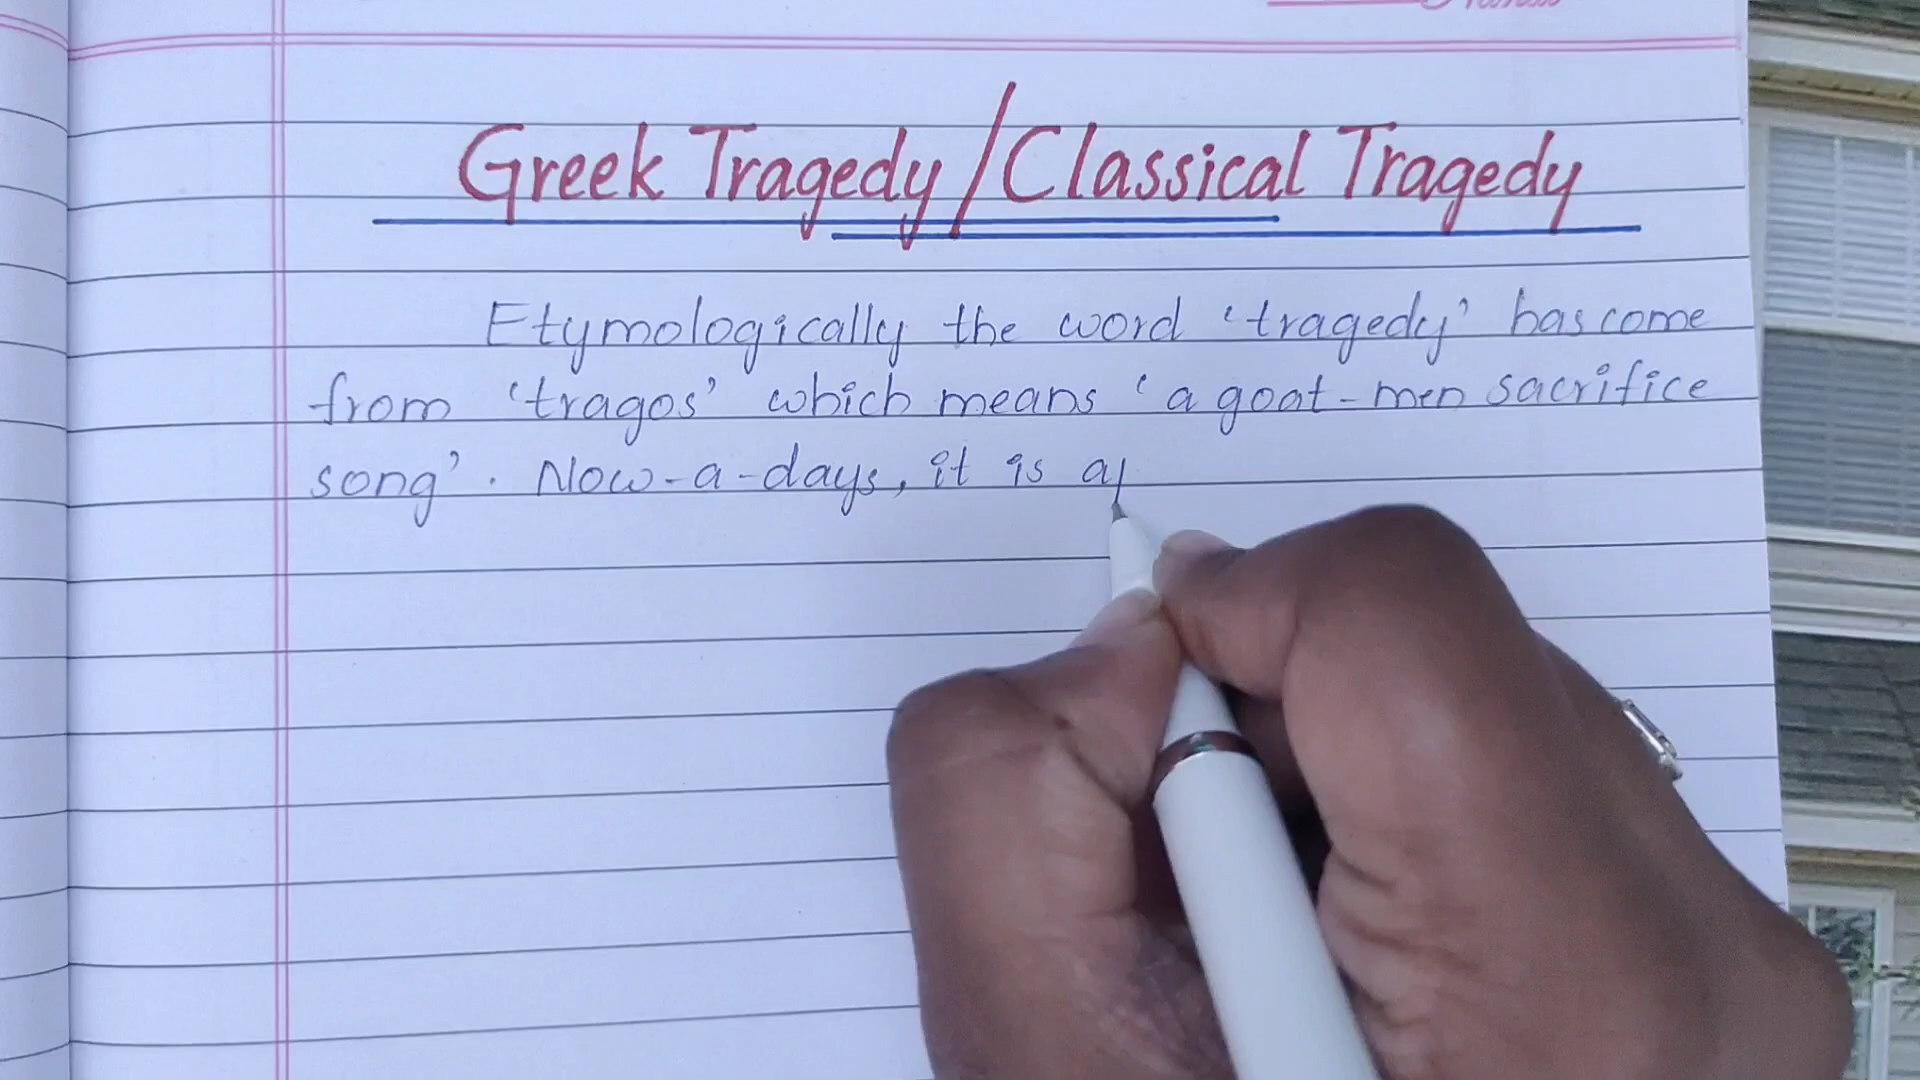 Greek Tragedy/Classical Tragedy
Etymologically the word 'tragedy' has come
from 'tragos' which means 'a goat-men sacrifice
song'. Now-a-days, it is